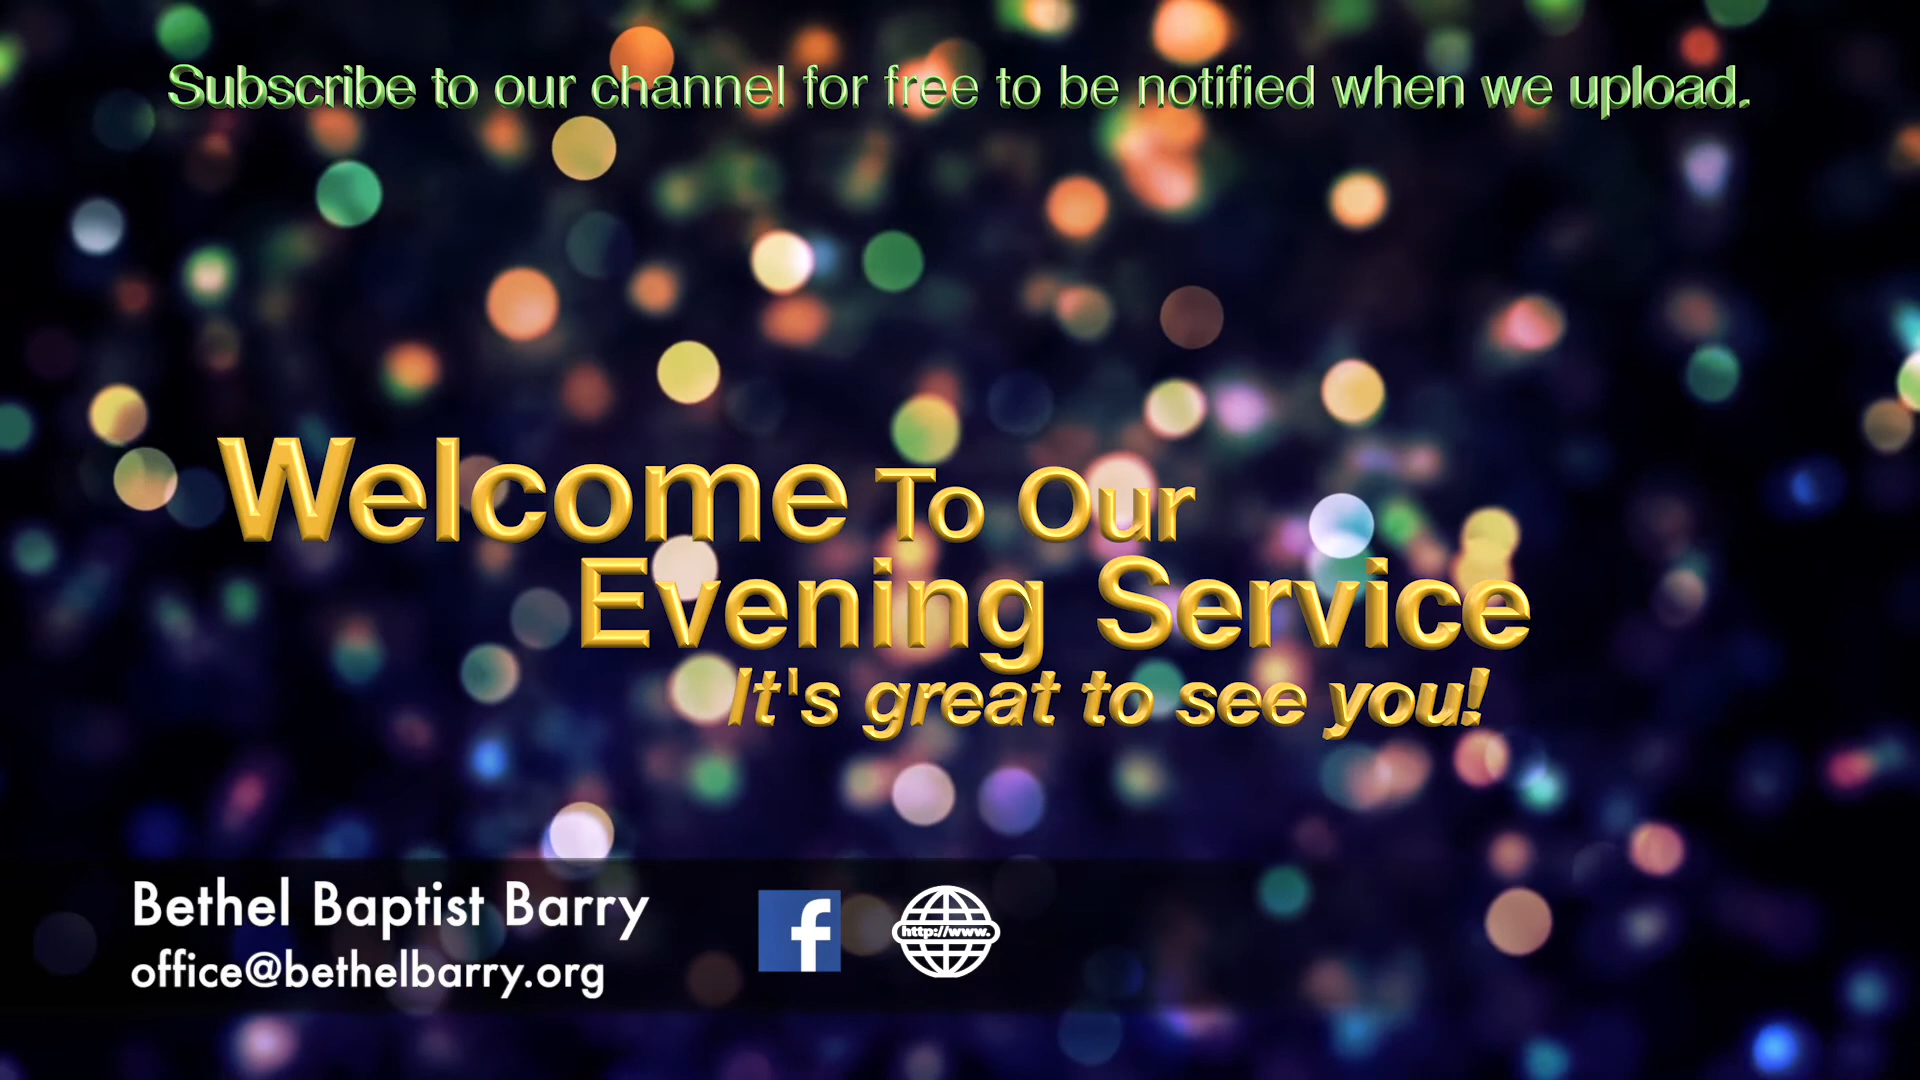 Subscribe to our channel for free to be notified when we upload.
Welcome To Our
Evening Service
It's great to see you!
Bethel Baptist Barry
office@bethelbarry.org
f
http://www.